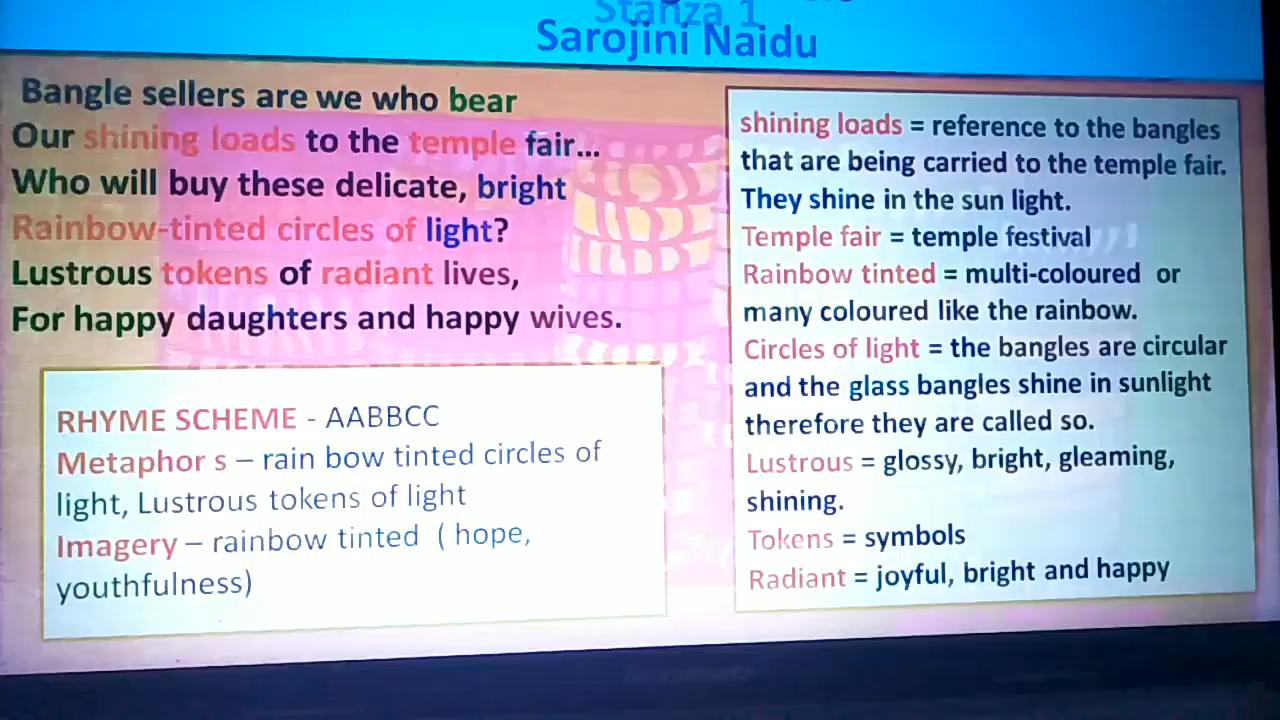 Stanza 1
Sarojini Naidu
Bangle sellers are we who bear
Our shining loads to the temple fair...
Who will buy these delicate, bright
Rainbow-tinted circles of light?
Lustrous tokens of radiant lives,
For happy daughters and happy wives.
RHYME SCHEME - AABBCC
Metaphor s – rain bow tinted circles of
light, Lustrous tokens of light
Imagery – rainbow tinted ( hope,
youthfulness)
shining loads = reference to the bangles
that are being carried to the temple fair.
They shine in the sun light.
Temple fair = temple festival
Rainbow tinted = multi-coloured or
many coloured like the rainbow.
Circles of light = the bangles are circular
and the glass bangles shine in sunlight
therefore they are called so.
Lustrous = glossy, bright, gleaming,
shining.
Tokens = symbols
Radiant = joyful, bright and happy